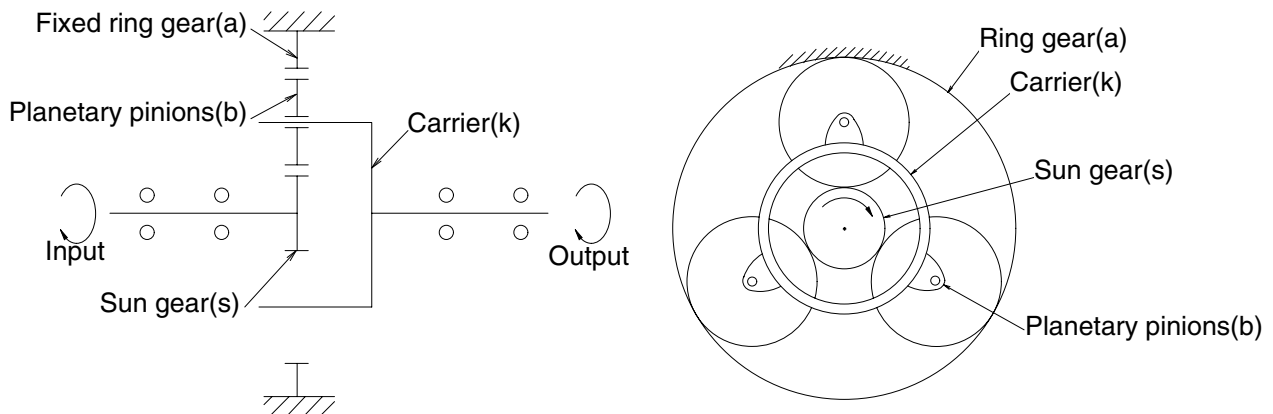 Fixed ring gear(a)
Planetary pinions(b)
Carrier(k)
Input
Output
Sun gear(s)
Ring gear(a)
Carrier(k)
Sun gear(s)
Planetary pinions(b)